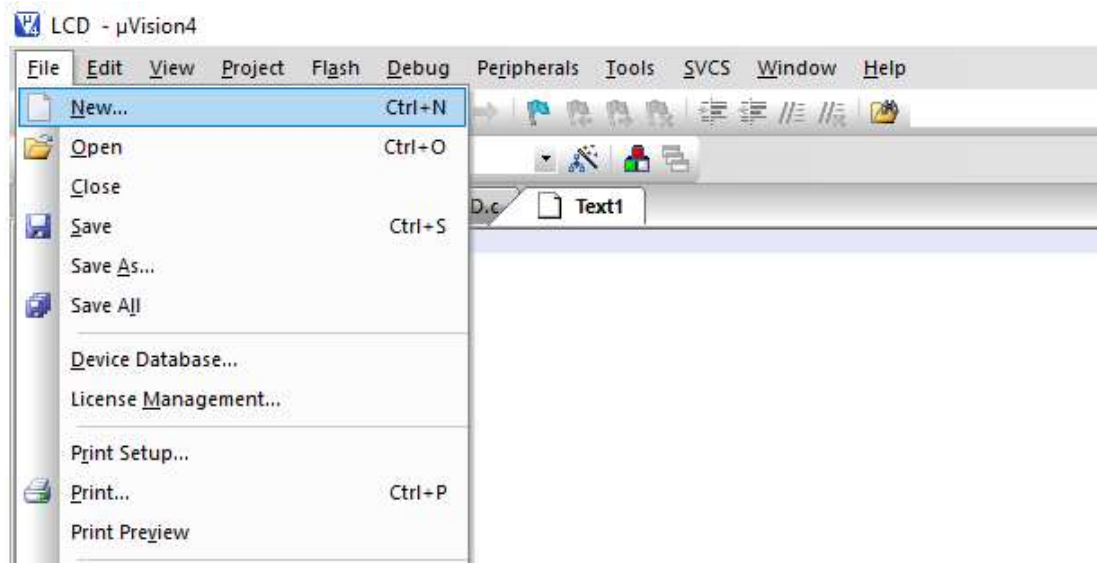 LCD - µVision4
File Edit View Project Flash Debug Peripherals Tools SVCS Window Help
New... Ctrl+N
Open Ctrl+O
Close
D.c Text1
Save Ctrl+S
Save As...
Save All
Device Database...
License Management...
Print Setup...
Print... Ctrl+P
Print Preview